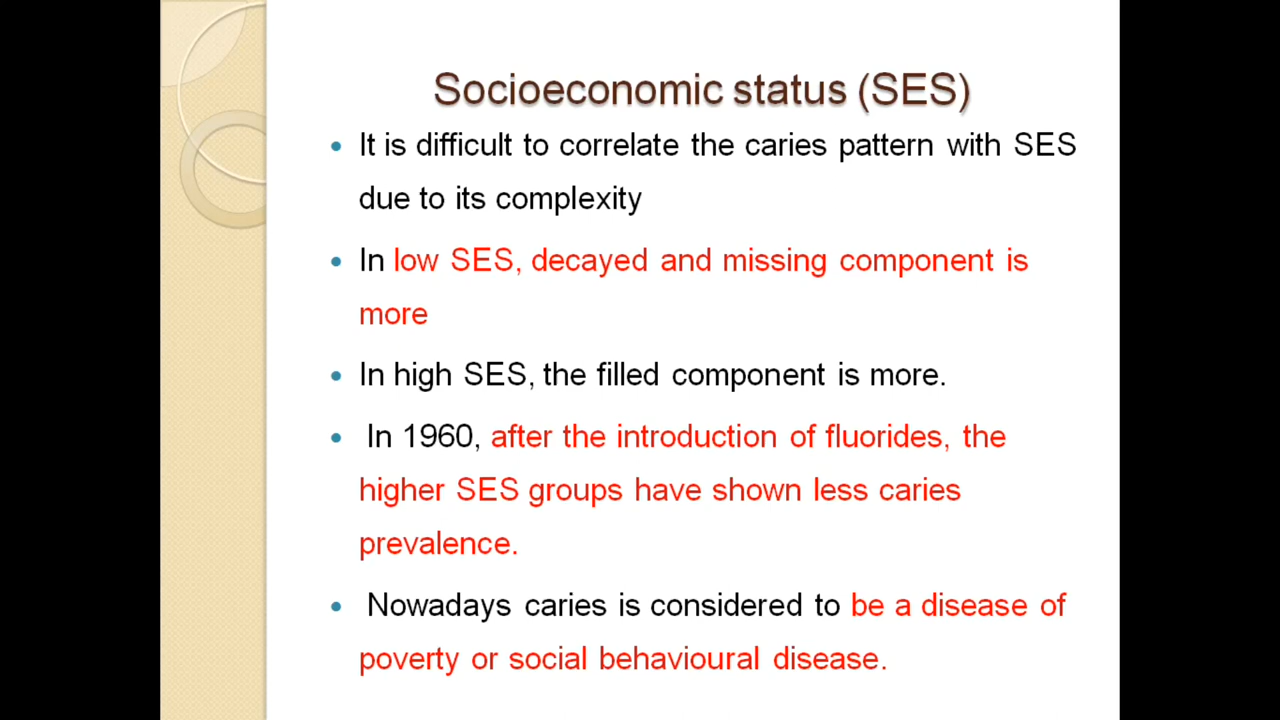 Socioeconomic status (SES)
• It is difficult to correlate the caries pattern with SES
due to its complexity
• In low SES, decayed and missing component is
more
• In high SES, the filled component is more.
• In 1960, after the introduction of fluorides, the
higher SES groups have shown less caries
prevalence.
• Nowadays caries is considered to be a disease of
poverty or social behavioural disease.